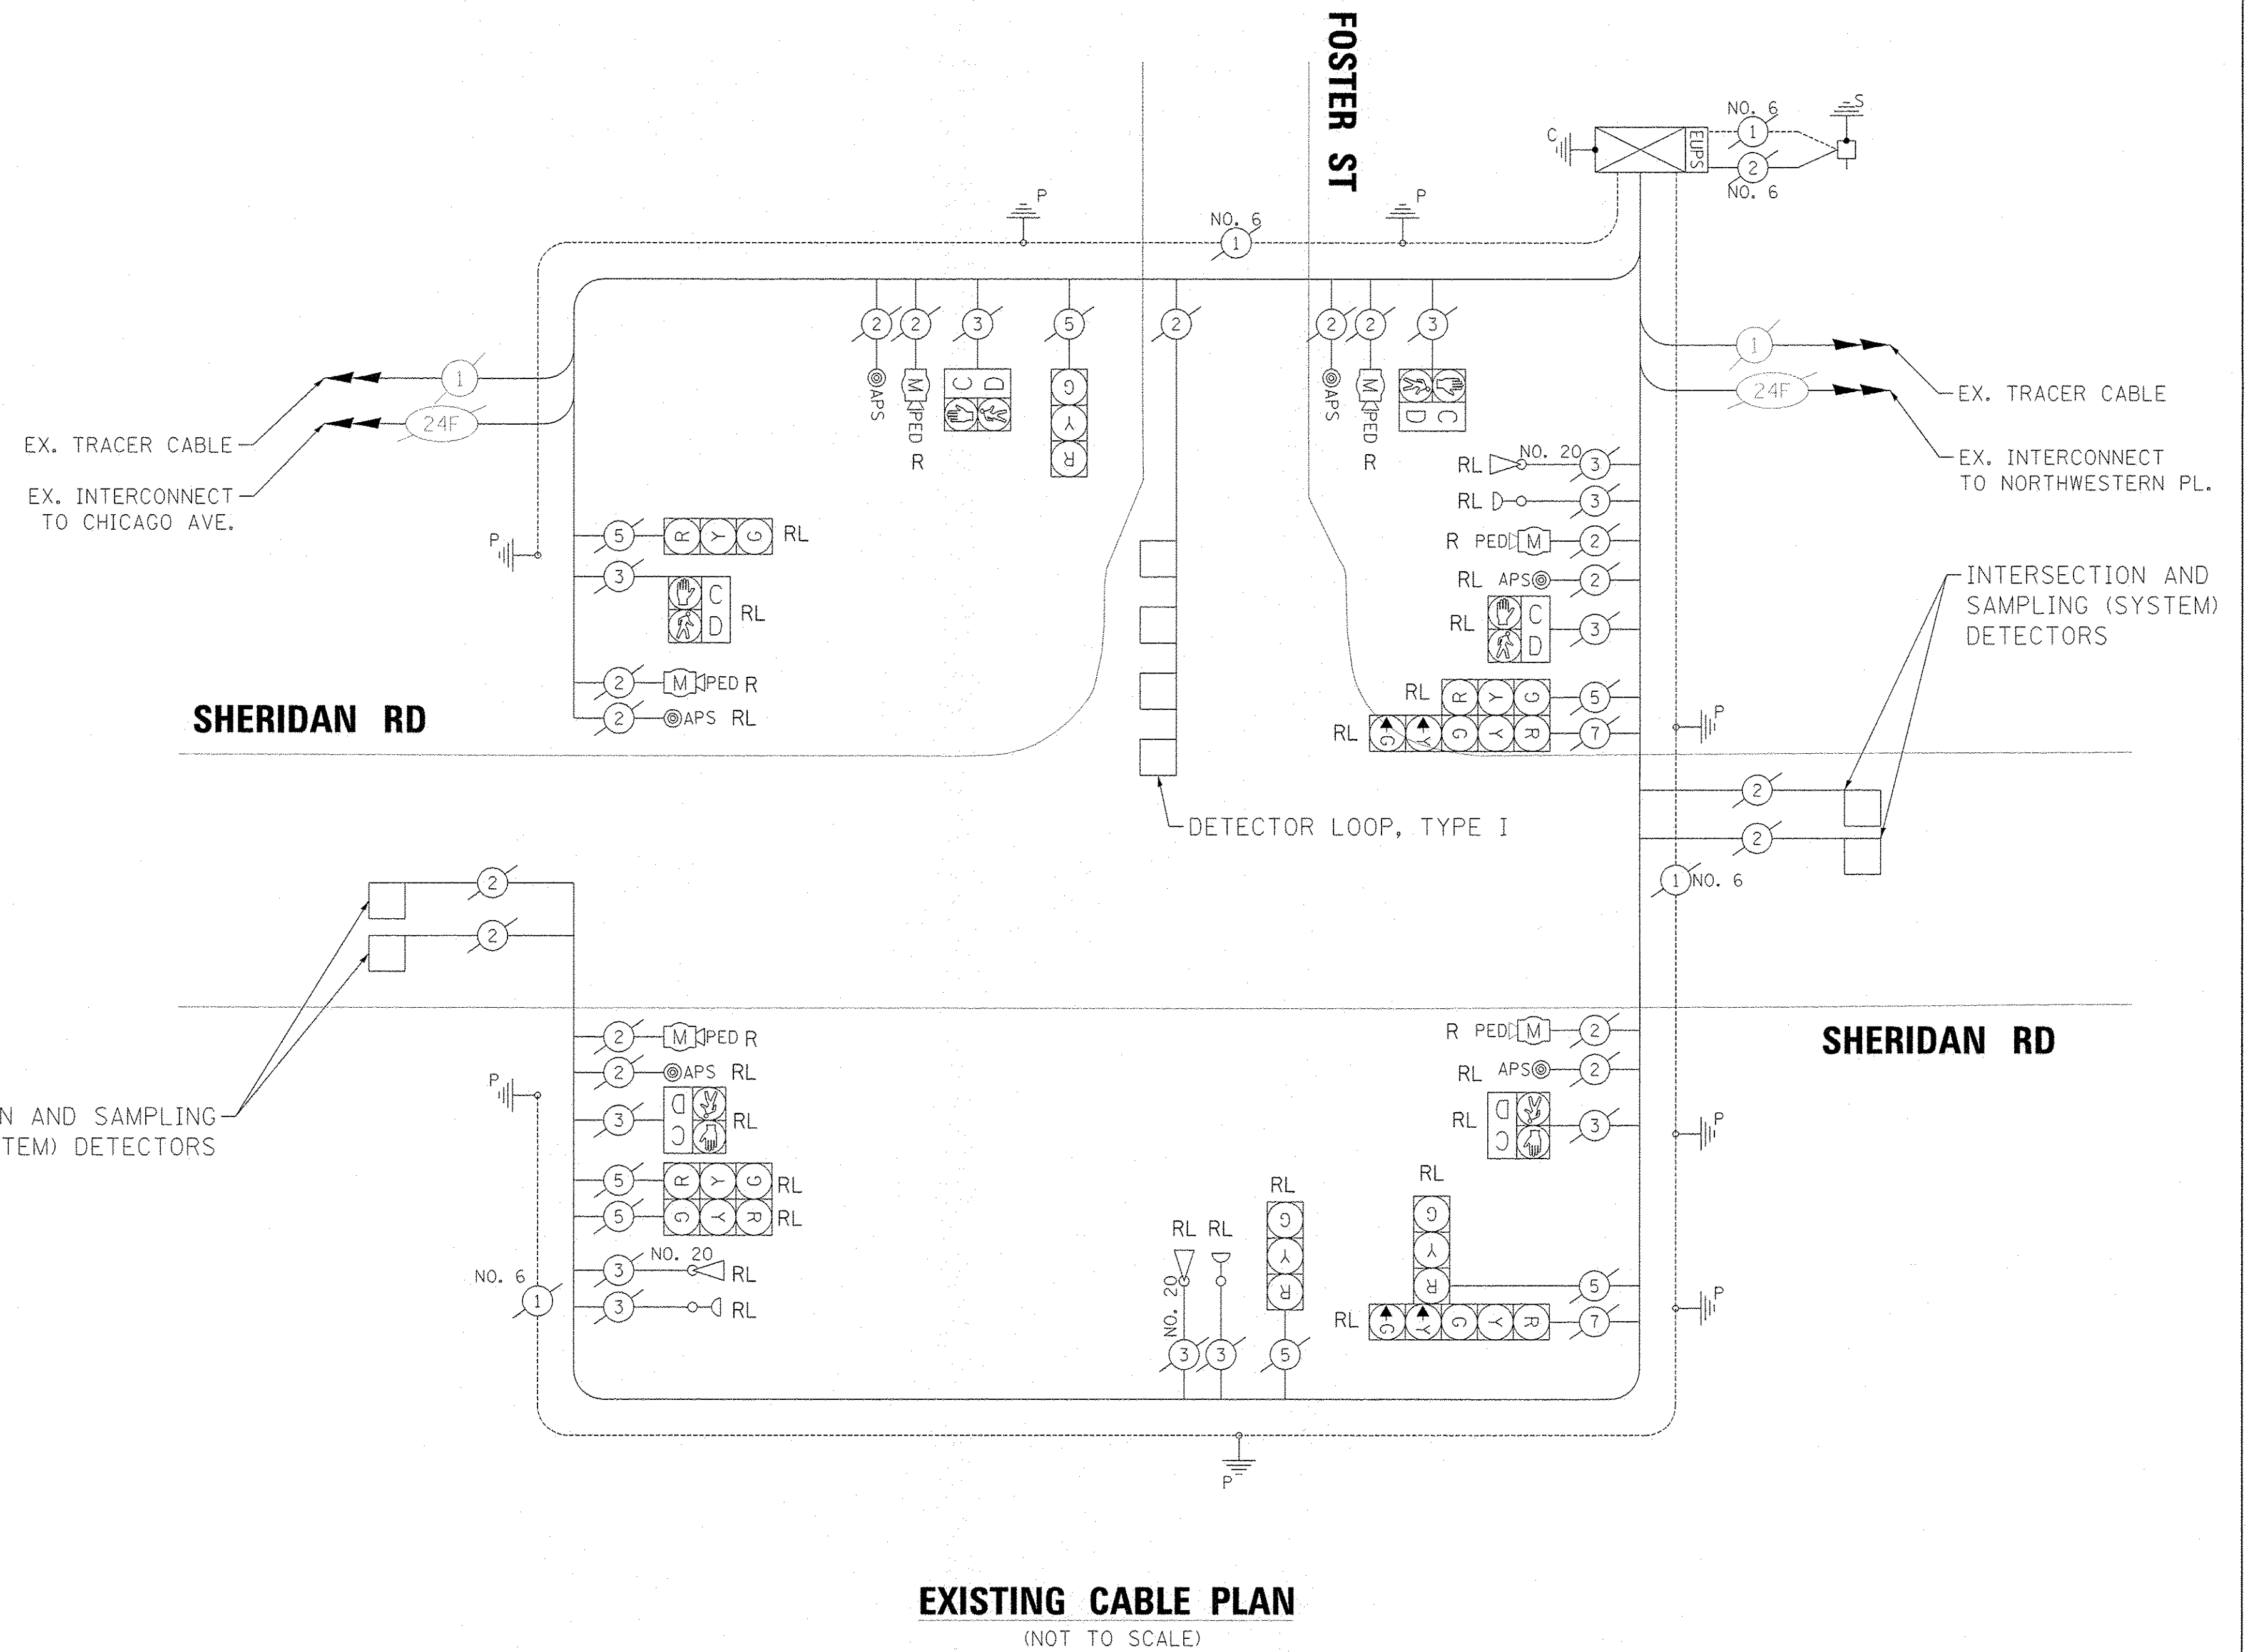 FOSTER ST
NO. 6
1
2
NO. 6
S
C
EUPS
P
NO. 6
1
P
2
2
3
5
2
2
2
3
APS
M
PED
R
C D
G
Y
R
APS
M
PED
R
D C
1
24F
EX. TRACER CABLE
EX. INTERCONNECT
TO CHICAGO AVE.
1
24F
EX. TRACER CABLE
EX. INTERCONNECT
TO NORTHWESTERN PL.
P
5 R Y G RL
3 C
D RL
2 M PED R
2 APS RL
RL NO. 20 3
RL 3
R PED M 2
RL APS 2
RL C
D 3
RL R Y G 5
RL G Y G Y R 7
P
INTERSECTION AND
SAMPLING (SYSTEM)
DETECTORS
SHERIDAN RD
2
2
DETECTOR LOOP, TYPE I
1 NO. 6
2
2
N AND SAMPLING
TEM) DETECTORS
SHERIDAN RD
2 M PED R
2 APS RL
P
3 D
C RL
5 R Y G RL
5 G Y R RL
3 NO. 20 RL
3 RL
NO. 6
1
R PED M 2
RL APS 2
RL D
C 3
P
RL RL
NO. 20
3
3
RL
G
Y
R
5
RL
G
Y
R 5
RL G Y G Y R 7
P
P
EXISTING CABLE PLAN
(NOT TO SCALE)